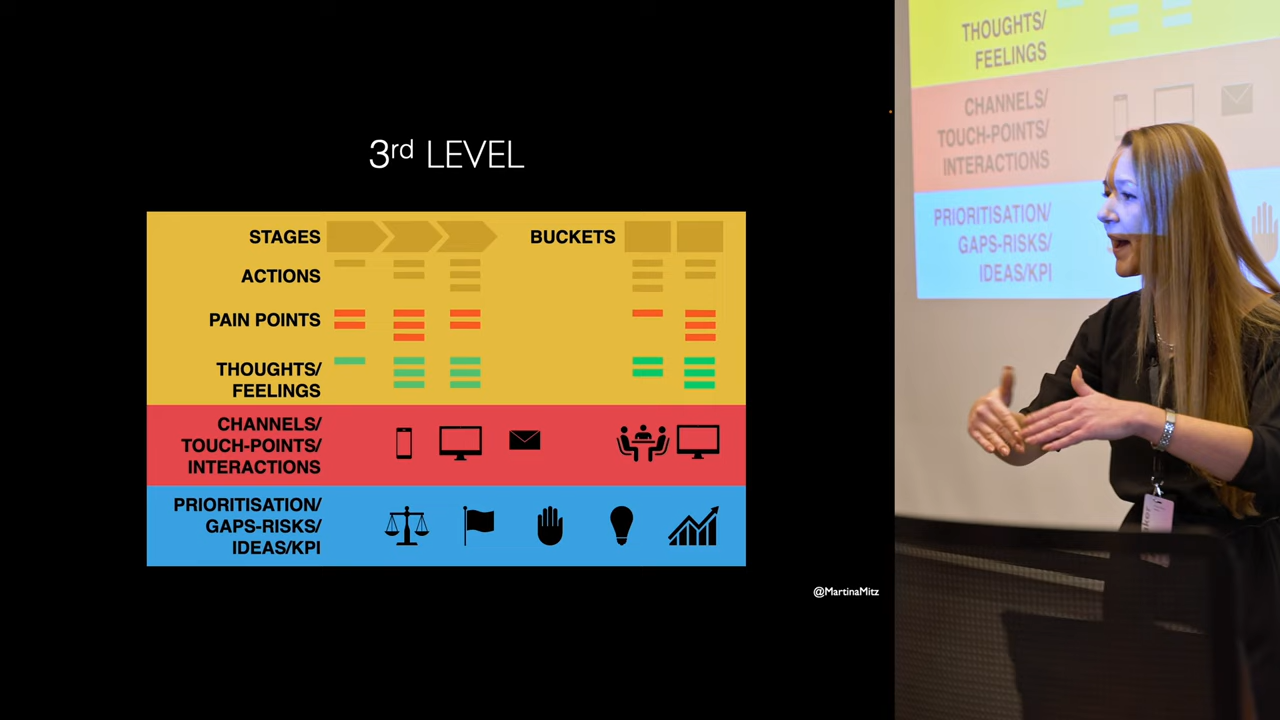 3rd LEVEL
STAGES
BUCKETS
ACTIONS
PAIN POINTS
THOUGHTS/
FEELINGS
CHANNELS/
TOUCH-POINTS/
INTERACTIONS
PRIORITISATION/
GAPS-RISKS/
IDEAS/KPI
@MartinaMitz
THOUGHTS/
FEELINGS
CHANNELS/
TOUCH-POINTS/
INTERACTIONS
PRIORITISATION/
GAPS-RISKS/
IDEAS/KPI